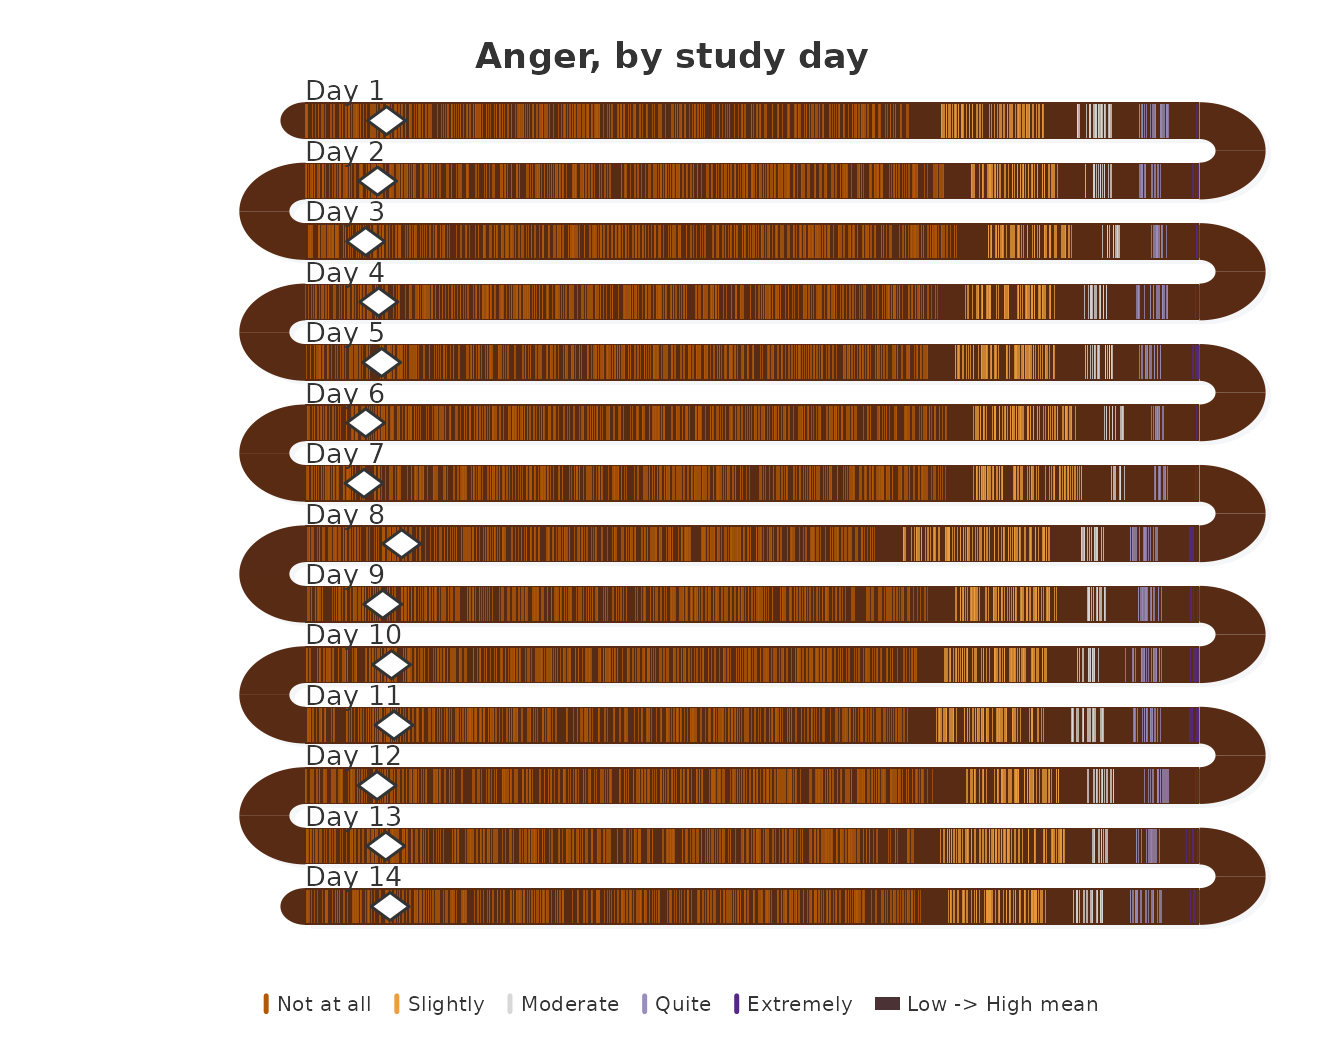 Anger, by study day
Day 1
Day 2
Day 3
Day 4
Day 5
Day 6
Day 7
Day 8
Day 9
Day 10
Day 11
Day 12
Day 13
Day 14
Not at all Slightly Moderate Quite Extremely Low -> High mean